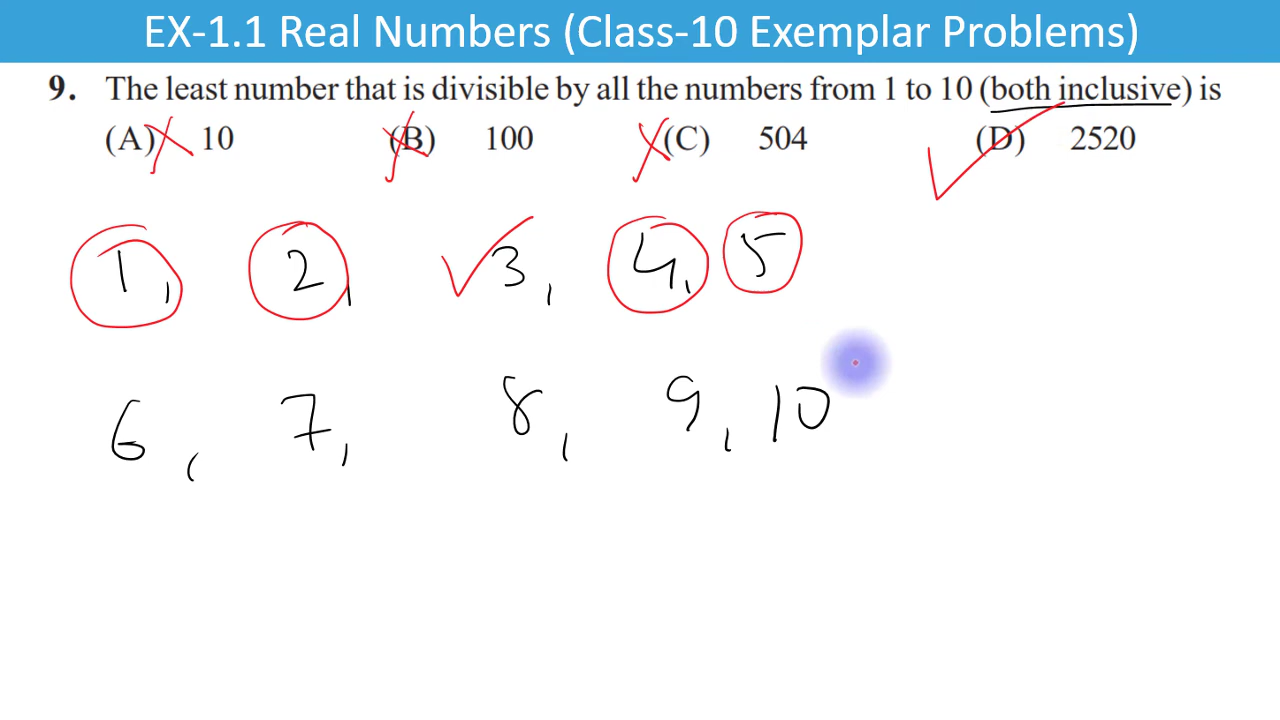 EX-1.1 Real Numbers (Class-10 Exemplar Problems)
9. The least number that is divisible by all the numbers from 1 to 10 (both inclusive) is
(A) 10 (B) 100 (C) 504 (D) 2520
1, 2, 3, 4, 5
6, 7, 8, 9, 10